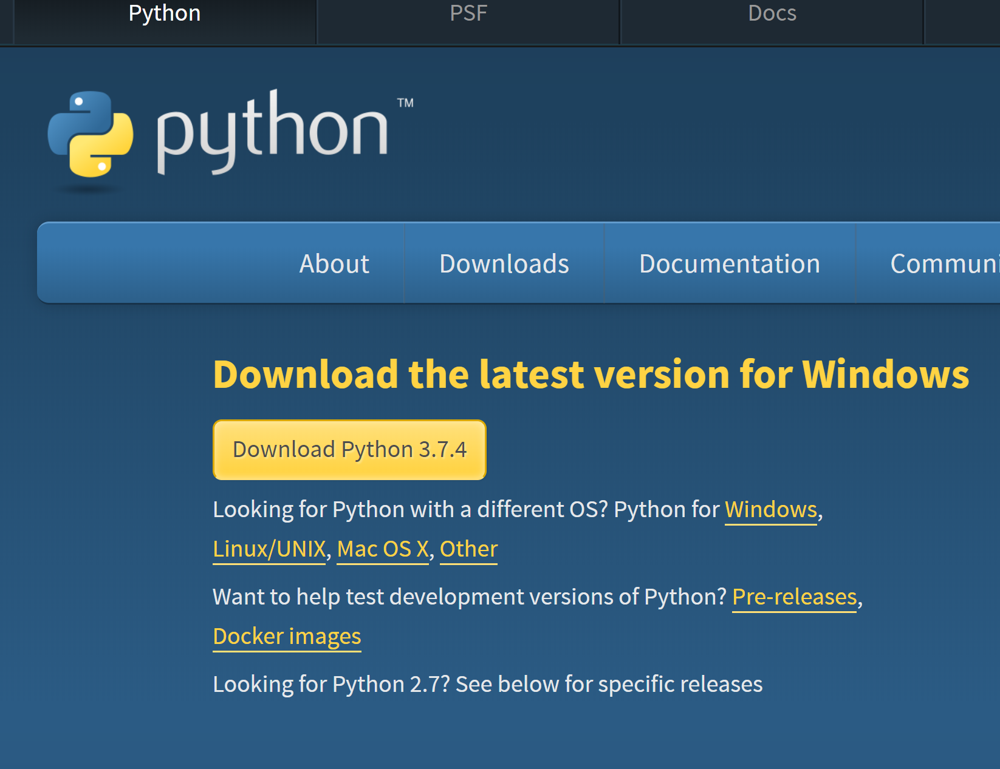 Python PSF Docs
python TM
About Downloads Documentation Communi
Download the latest version for Windows
Download Python 3.7.4
Looking for Python with a different OS? Python for Windows,
Linux/UNIX, Mac OS X, Other
Want to help test development versions of Python? Pre-releases,
Docker images
Looking for Python 2.7? See below for specific releases